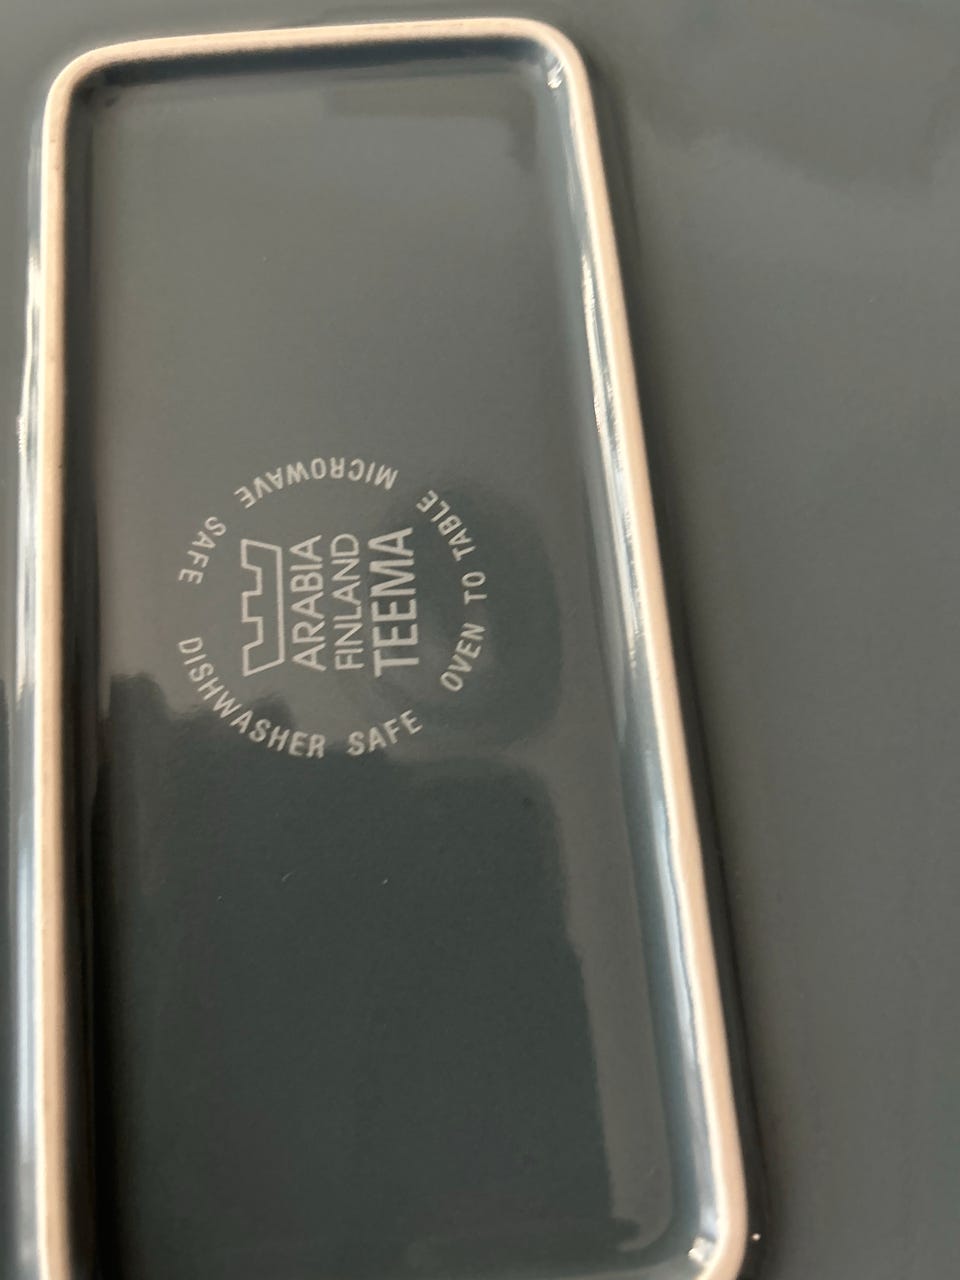 ARABIA
FINLAND
TEEMA
MICROWAVE SAFE
OVEN TO TABLE
DISHWASHER SAFE